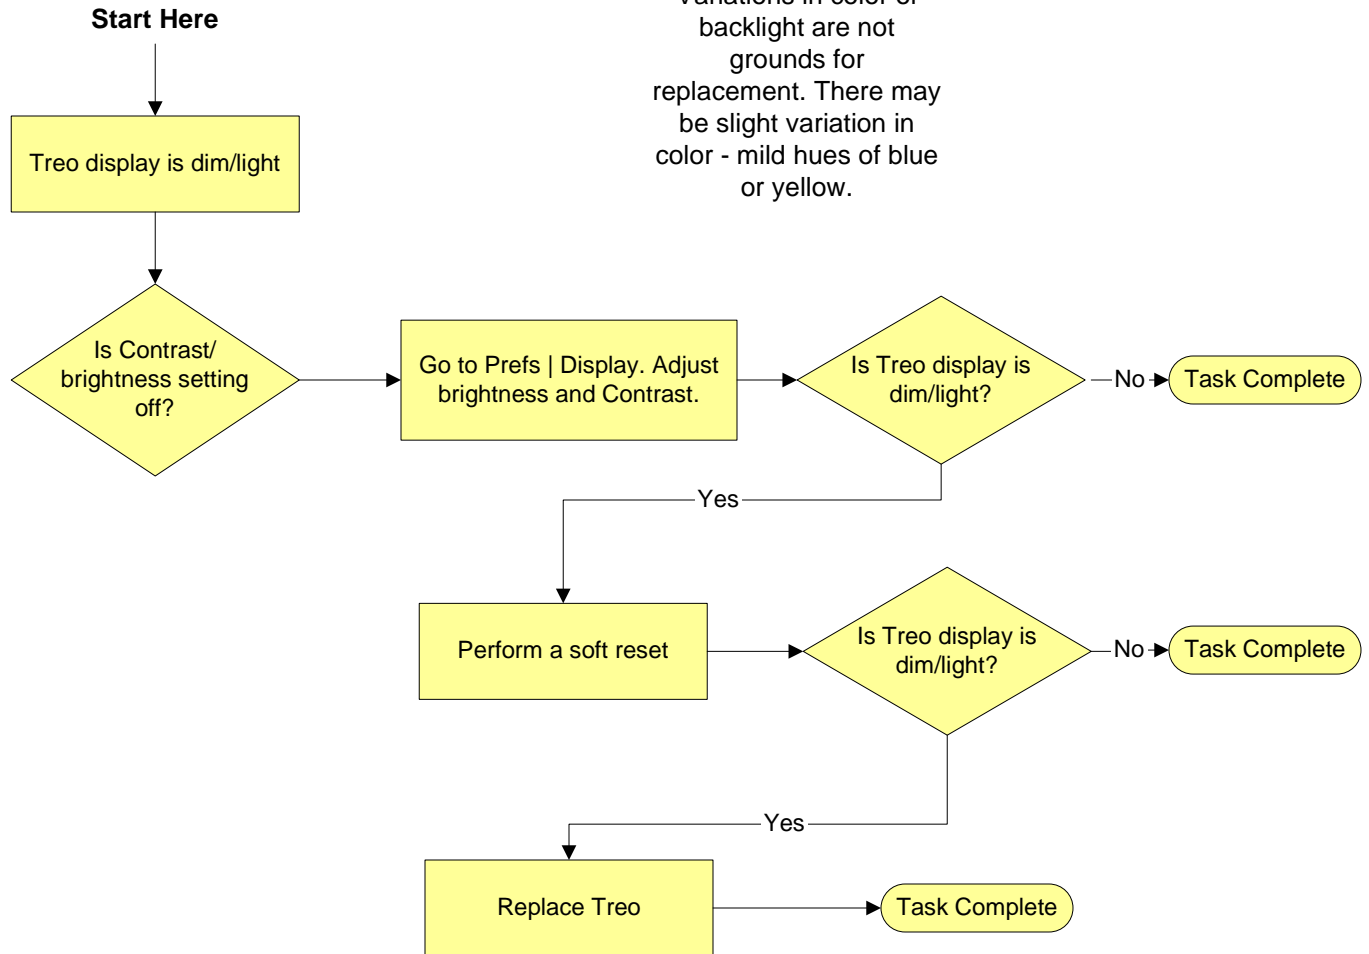 Start Here
backlight are not
grounds for
replacement. There may
be slight variation in
color - mild hues of blue
or yellow.
Treo display is dim/light
Is Contrast/
brightness setting
off?
Go to Prefs | Display. Adjust
brightness and Contrast.
Is Treo display is
dim/light?
No
Task Complete
Yes
Perform a soft reset
Is Treo display is
dim/light?
No
Task Complete
Yes
Replace Treo
Task Complete